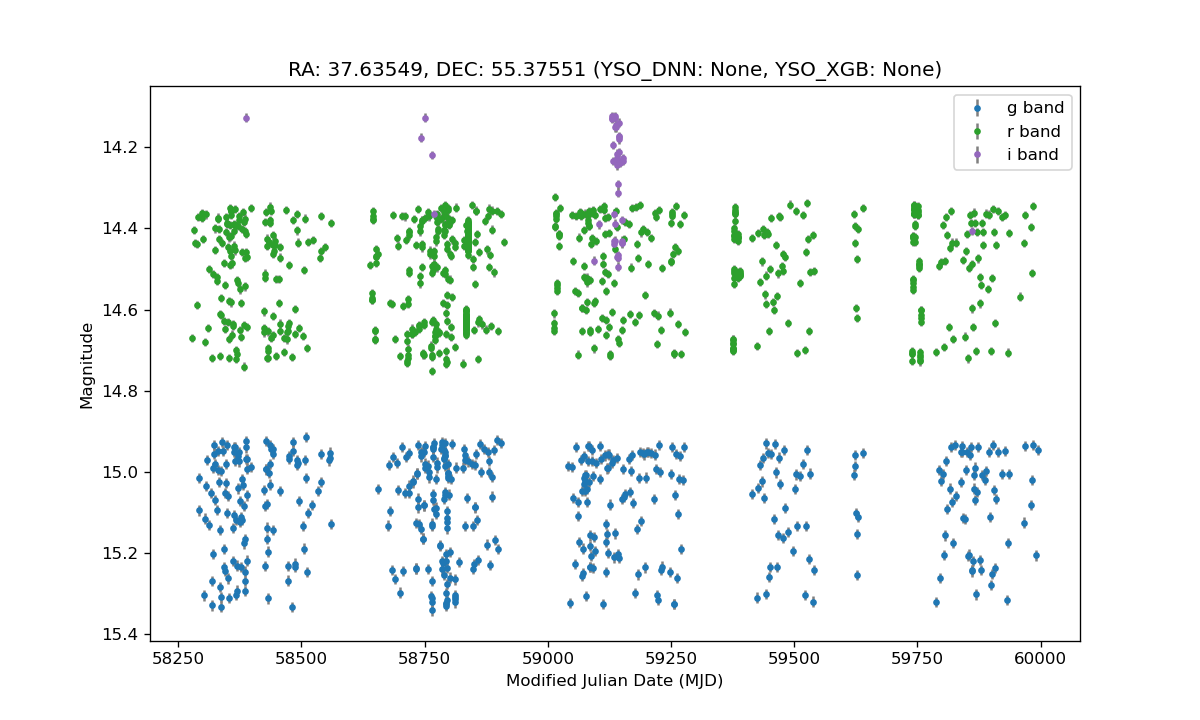 RA: 37.63549, DEC: 55.37551 (YSO_DNN: None, YSO_XGB: None)
g band
r band
i band
14.2
14.4
14.6
14.8
15.0
15.2
15.4
Magnitude
58250 58500 58750 59000 59250 59500 59750 60000
Modified Julian Date (MJD)